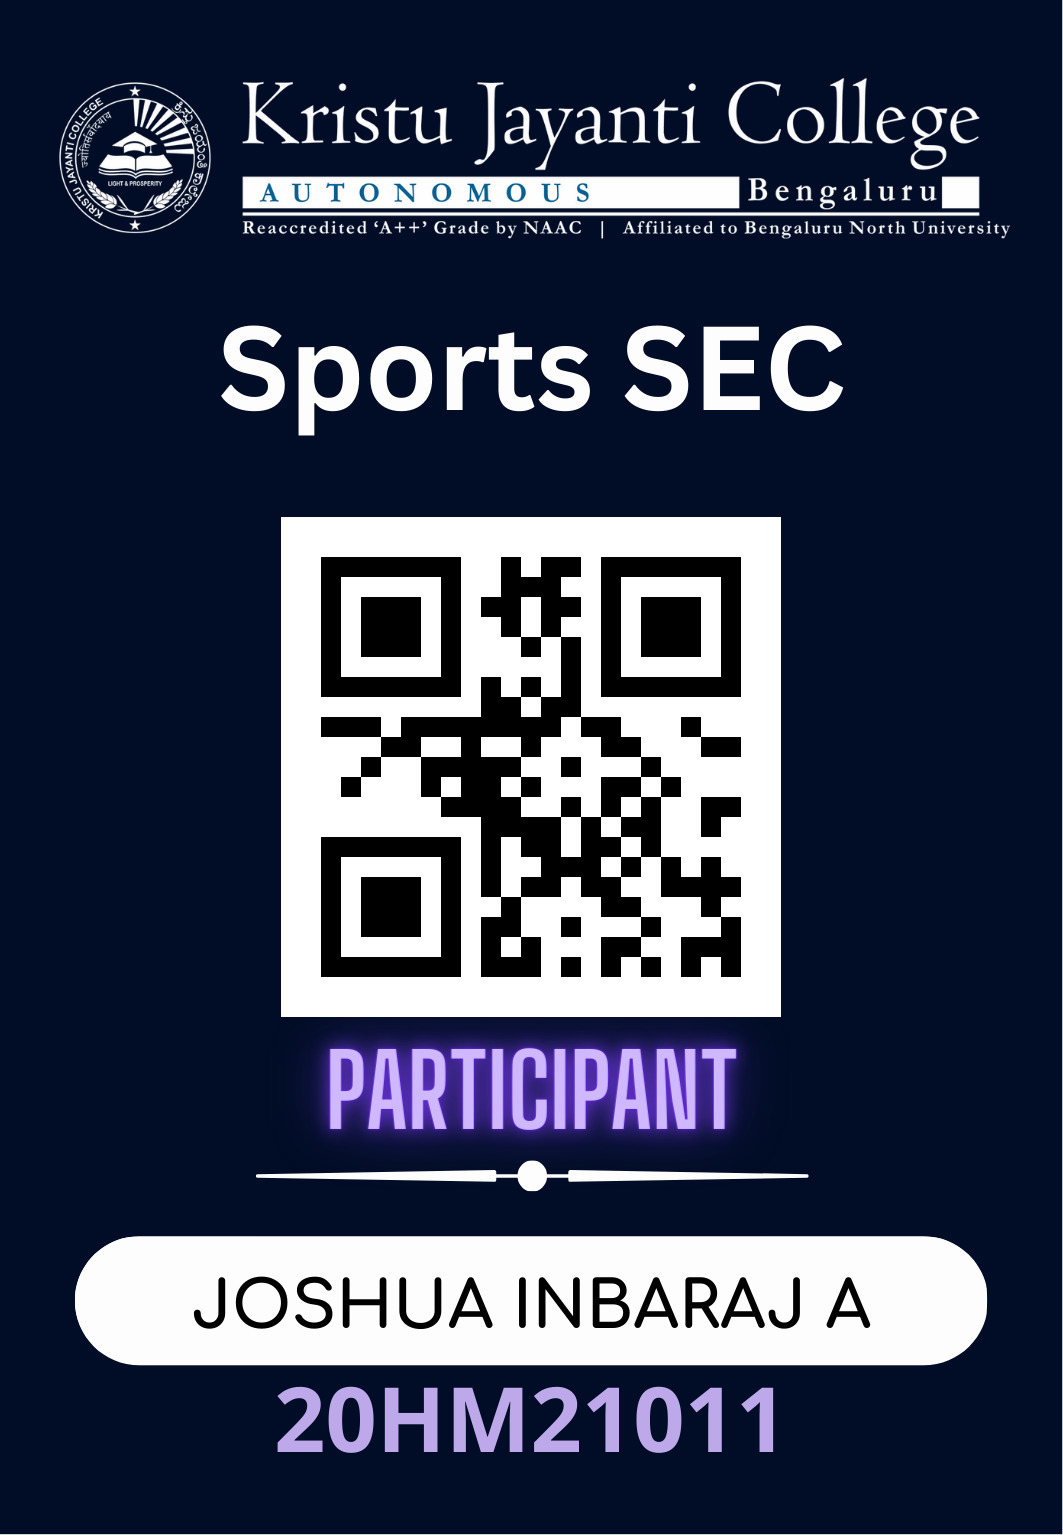 Kristu Jayanti College
AUTONOMOUS Bengaluru
Reaccredited ‘A++’ Grade by NAAC | Affiliated to Bengaluru North University
KRISTU JAYANTI COLLEGE
LIGHT & PROSPERITY
Sports SEC
PARTICIPANT
JOSHUA INBARAJ A
20HM21011